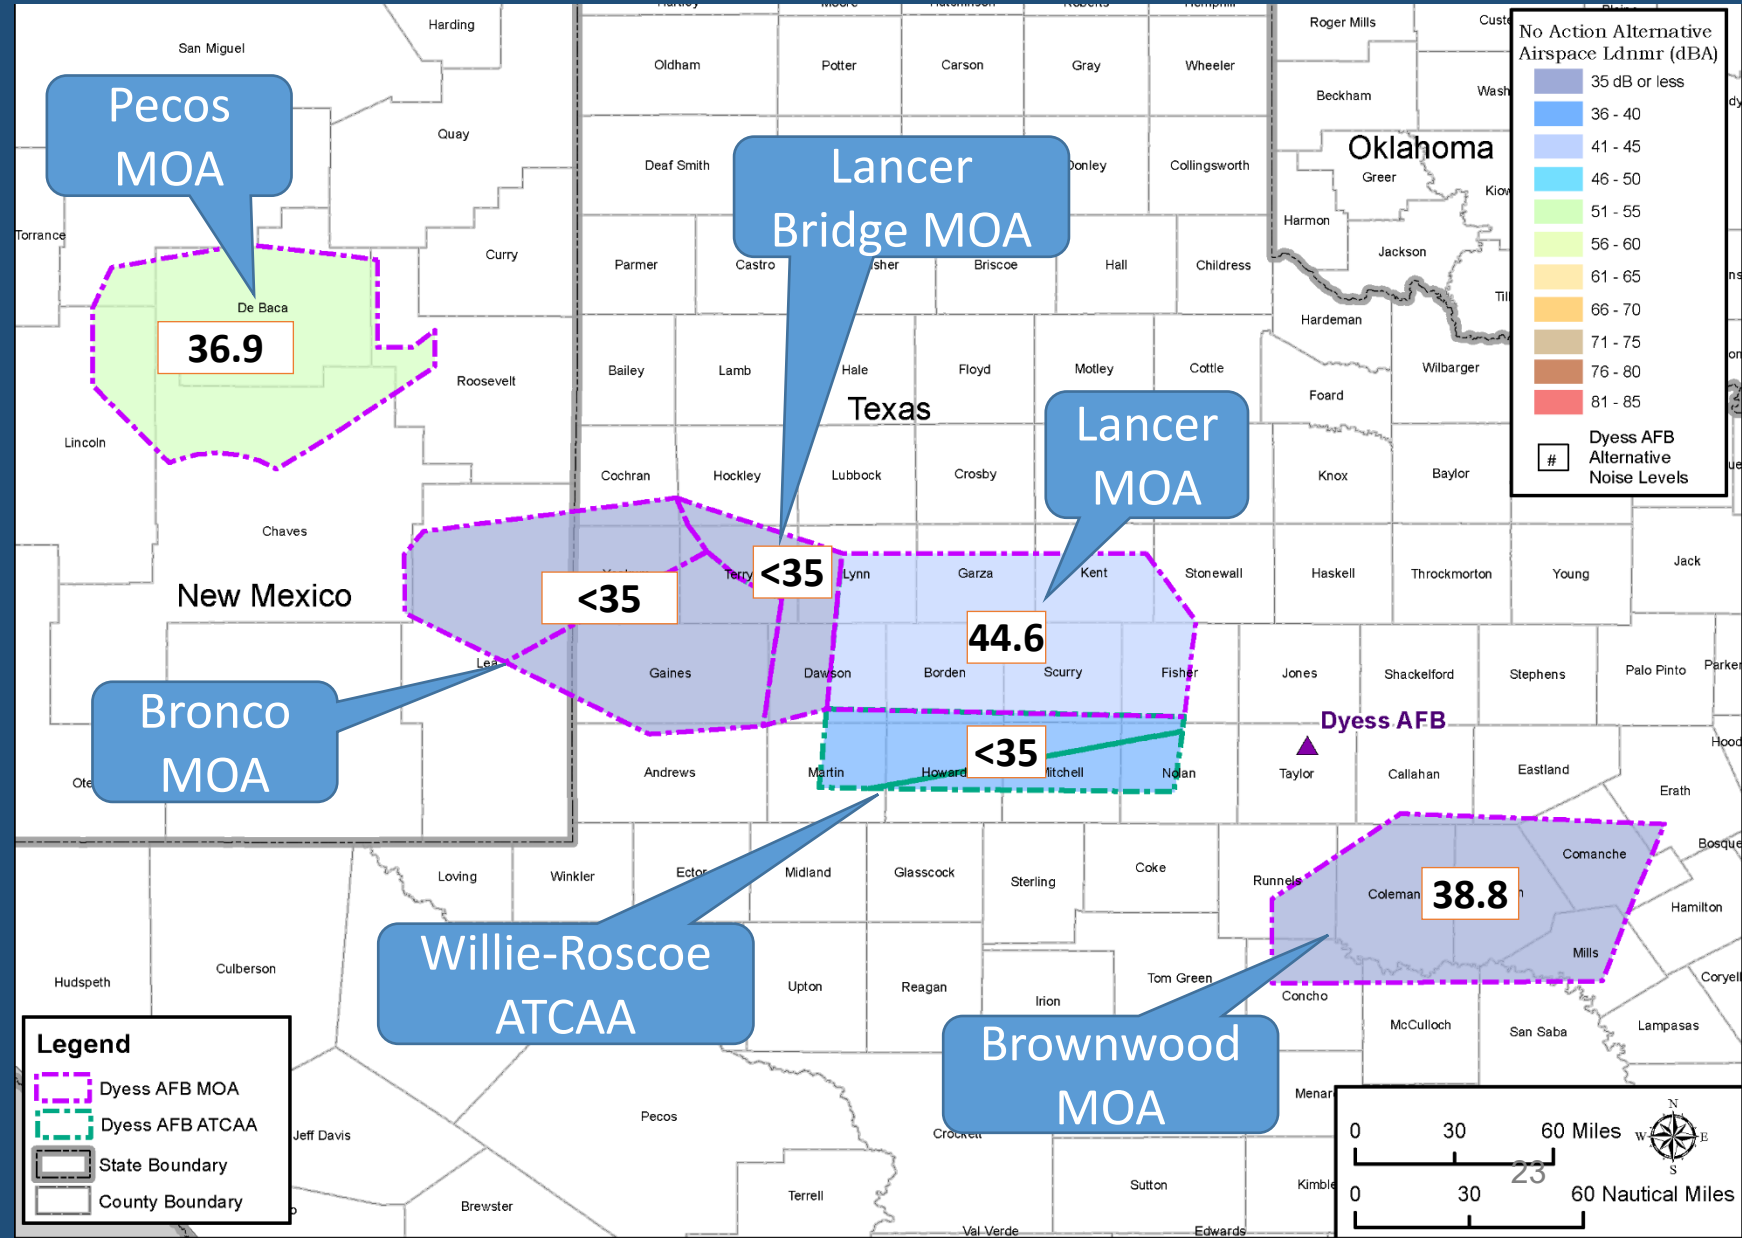 Harding
San Miguel
Oldham
Potter
Carson
Gray
Wheeler
Roger Mills
Beckham
Quay
Deaf Smith
Collingsworth
Oklahoma
Greer
Harmon
Jackson
Torrance
Curry
Parmer
Castro
Briscoe
Hall
Childress
Pecos
MOA
Lancer
Bridge MOA
No Action Alternative
Airspace Ldnmr (dBA)
35 dB or less
36 - 40
41 - 45
46 - 50
51 - 55
56 - 60
61 - 65
66 - 70
71 - 75
76 - 80
81 - 85
#
Dyess AFB
Alternative
Noise Levels
De Baca
36.9
Hardeman
Roosevelt
Bailey
Lamb
Hale
Floyd
Motley
Cottle
Foard
Wilbarger
Texas
Lancer
MOA
Lincoln
Cochran
Hockley
Lubbock
Crosby
Knox
Baylor
Chaves
New Mexico
Terry
<35
<35
Lynn
Garza
Kent
Stonewall
Haskell
Throckmorton
Young
Jack
44.6
Lea
Gaines
Dawson
Borden
Scurry
Fisher
Jones
Shackelford
Stephens
Palo Pinto
Parker
Bronco
MOA
Dyess AFB
Andrews
Martin
Howard
<35
Mitchell
Nolan
Taylor
Callahan
Eastland
Erath
Bosque
Comanche
Loving
Winkler
Ector
Midland
Glasscock
Sterling
Coke
Runnels
Coleman
38.8
Hamilton
Mills
Willie-Roscoe
ATCAA
Hudspeth
Culberson
Upton
Reagan
Irion
Tom Green
Concho
Coryell
Brownwood
MOA
McCulloch
San Saba
Lampasas
Legend
Dyess AFB MOA
Dyess AFB ATCAA
State Boundary
County Boundary
Jeff Davis
Pecos
Crockett
Brewster
Terrell
Sutton
Val Verde
Edwards
Kimble
0 30 60 Miles
23
0 30 60 Nautical Miles
N
W E
S